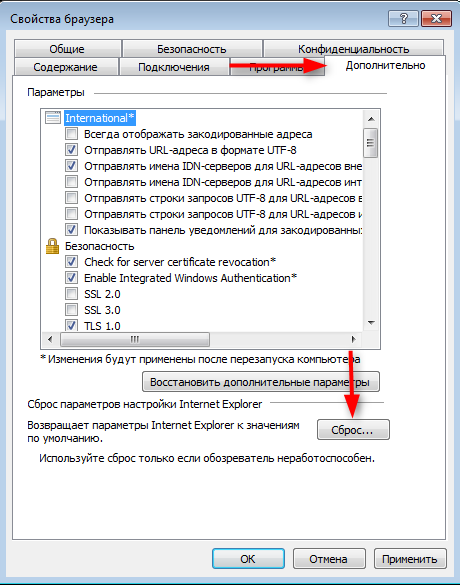 Свойства браузера
Общие Безопасность Конфиденциальность
Содержание Подключения Программы Дополнительно
Параметры
International*
Всегда отображать закодированные адреса
Отправлять URL-адреса в формате UTF-8
Отправлять имена IDN-серверов для URL-адресов вне
Отправлять имена IDN-серверов для URL-адресов инт
Отправлять строки запросов UTF-8 для URL-адресов в
Отправлять строки запросов UTF-8 для URL-адресов и
Показывать панель уведомлений для закодированных
Безопасность
Check for server certificate revocation*
Enable Integrated Windows Authentication*
SSL 2.0
SSL 3.0
TLS 1.0
*Изменения будут применены после перезапуска компьютера
Восстановить дополнительные параметры
Сброс параметров настройки Internet Explorer
Возвращает параметры Internet Explorer к значениям
по умолчанию.
Сброс...
Используйте сброс только если обозреватель неработоспособен.
ОК Отмена Применить